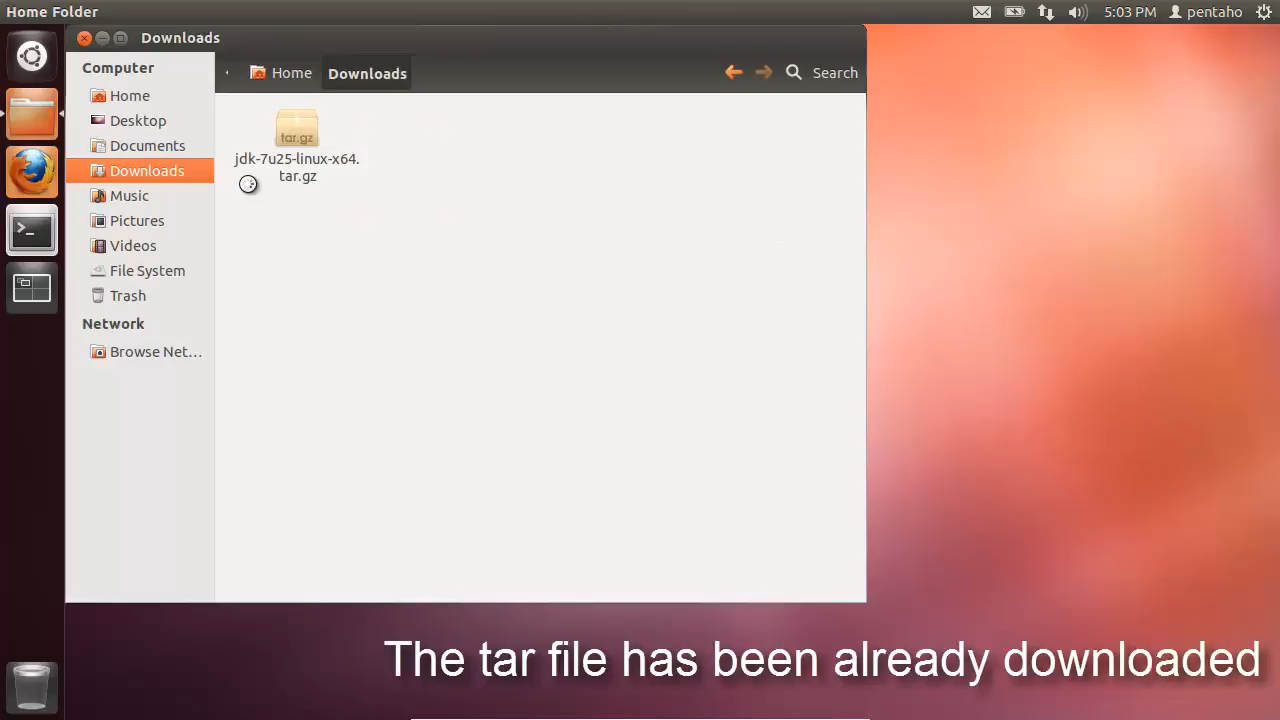 Home Folder
5:03 PM
pentaho
Downloads
Computer
Home
Desktop
Documents
Downloads
Music
Pictures
Videos
File System
Trash
Network
Browse Net...
Home
Downloads
Search
tar.gz
jdk-7u25-linux-x64.
tar.gz
The tar file has been already downloaded